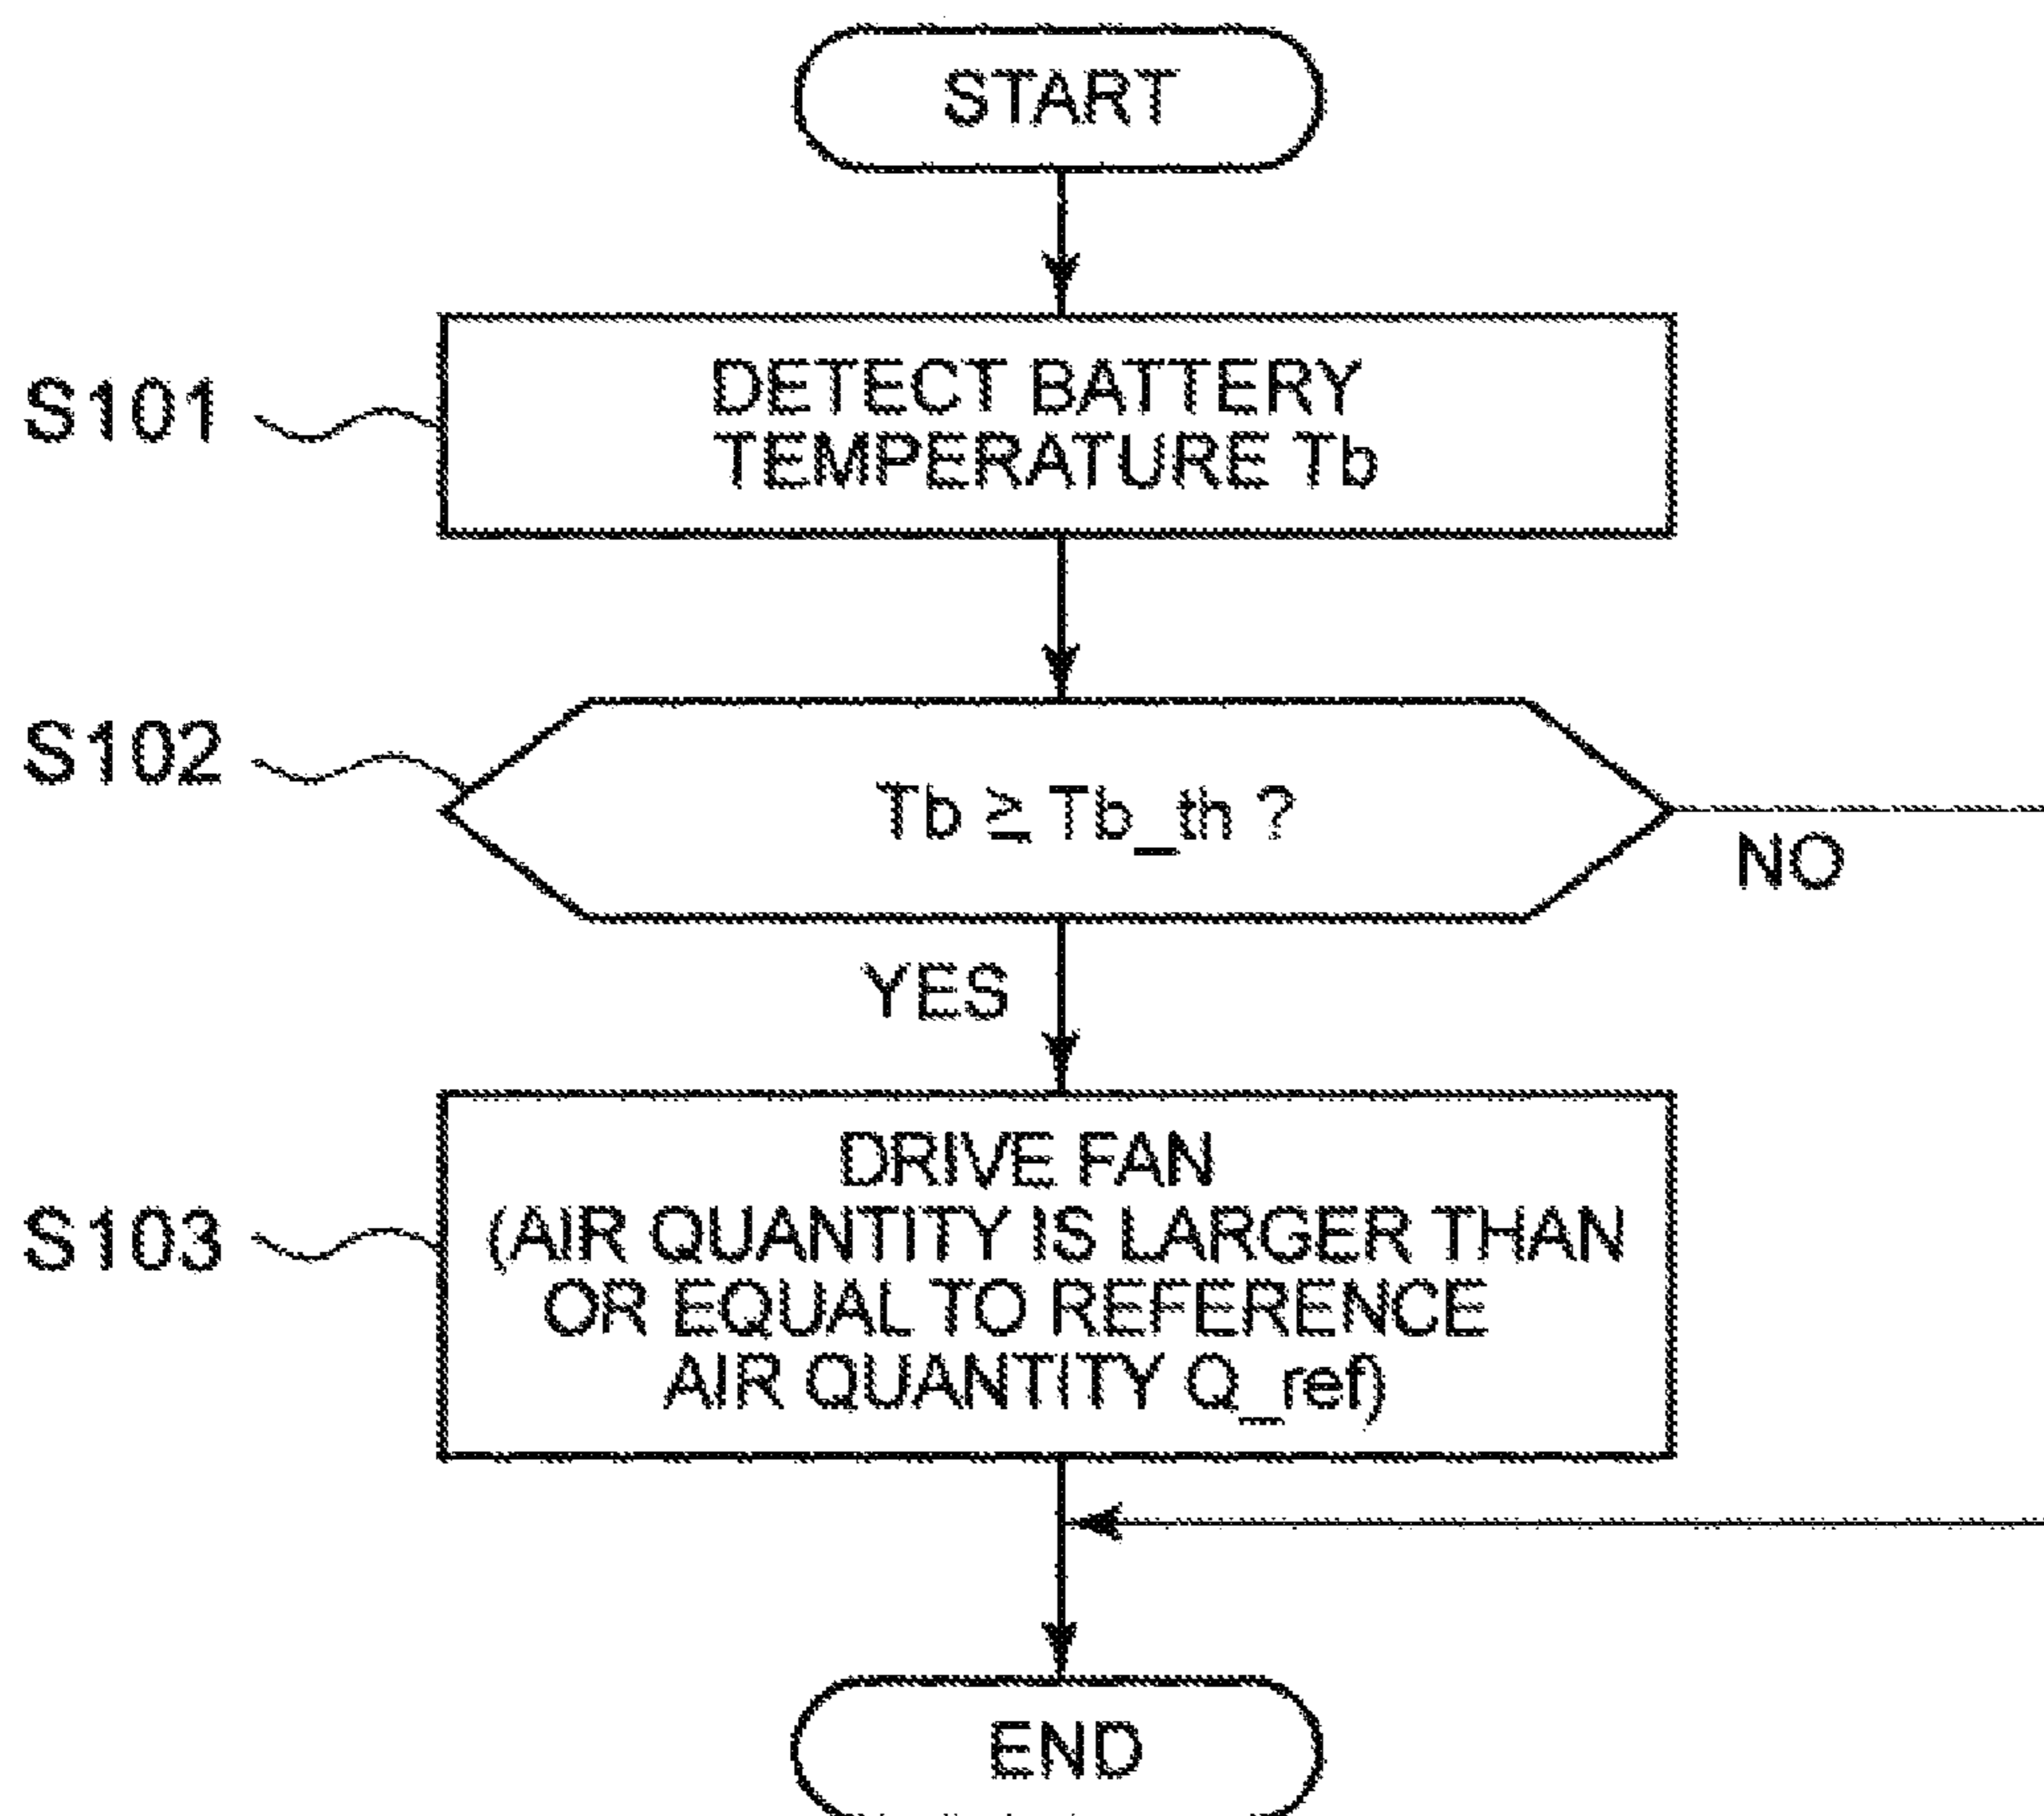 START
S101
DETECT BATTERY
TEMPERATURE Tb
S102
Tb ≥ Tb_th ?
NO
YES
S103
DRIVE FAN
(AIR QUANTITY IS LARGER THAN
OR EQUAL TO REFERENCE
AIR QUANTITY Q_ref)
END